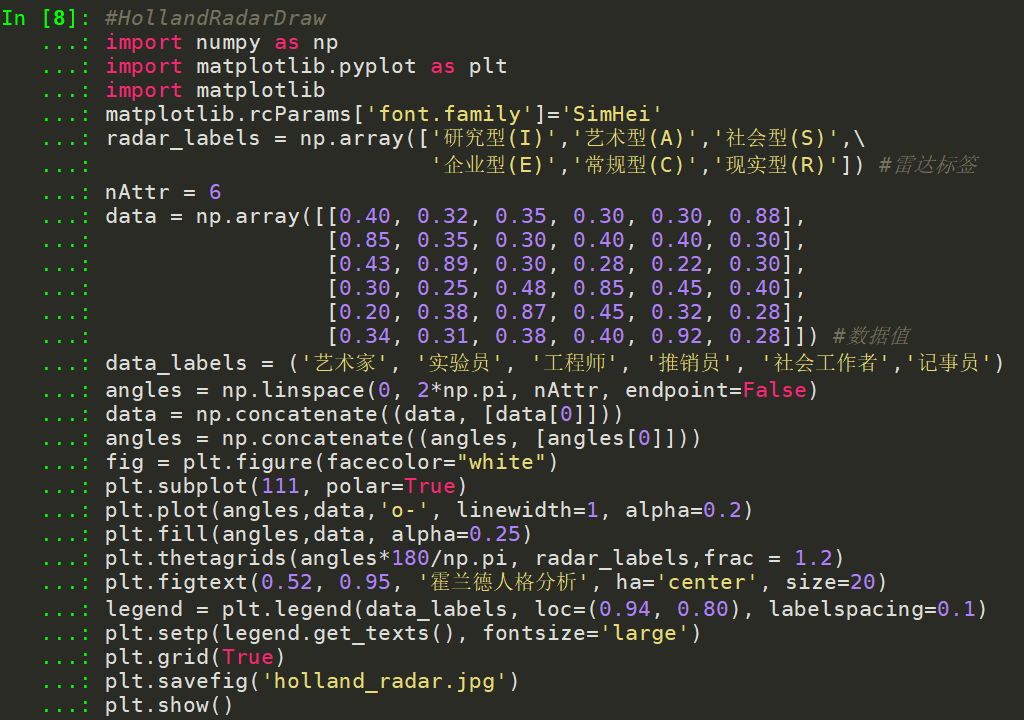 In [8]: #HollandRadarDraw
   ...: import numpy as np
   ...: import matplotlib.pyplot as plt
   ...: import matplotlib
   ...: matplotlib.rcParams['font.family']='SimHei'
   ...: radar_labels = np.array(['研究型(I)','艺术型(A)','社会型(S)',\
   ...:                          '企业型(E)','常规型(C)','现实型(R)']) #雷达标签
   ...: nAttr = 6
   ...: data = np.array([[0.40, 0.32, 0.35, 0.30, 0.30, 0.88],
   ...:                  [0.85, 0.35, 0.30, 0.40, 0.40, 0.30],
   ...:                  [0.43, 0.89, 0.30, 0.28, 0.22, 0.30],
   ...:                  [0.30, 0.25, 0.48, 0.85, 0.45, 0.40],
   ...:                  [0.20, 0.38, 0.87, 0.45, 0.32, 0.28],
   ...:                  [0.34, 0.31, 0.38, 0.40, 0.92, 0.28]]) #数据值
   ...: data_labels = ('艺术家', '实验员', '工程师', '推销员', '社会工作者','记事员')
   ...: angles = np.linspace(0, 2*np.pi, nAttr, endpoint=False)
   ...: data = np.concatenate((data, [data[0]]))
   ...: angles = np.concatenate((angles, [angles[0]]))
   ...: fig = plt.figure(facecolor="white")
   ...: plt.subplot(111, polar=True)
   ...: plt.plot(angles,data,'o-', linewidth=1, alpha=0.2)
   ...: plt.fill(angles,data, alpha=0.25)
   ...: plt.thetagrids(angles*180/np.pi, radar_labels,frac = 1.2)
   ...: plt.figtext(0.52, 0.95, '霍兰德人格分析', ha='center', size=20)
   ...: legend = plt.legend(data_labels, loc=(0.94, 0.80), labelspacing=0.1)
   ...: plt.setp(legend.get_texts(), fontsize='large')
   ...: plt.grid(True)
   ...: plt.savefig('holland_radar.jpg')
   ...: plt.show()